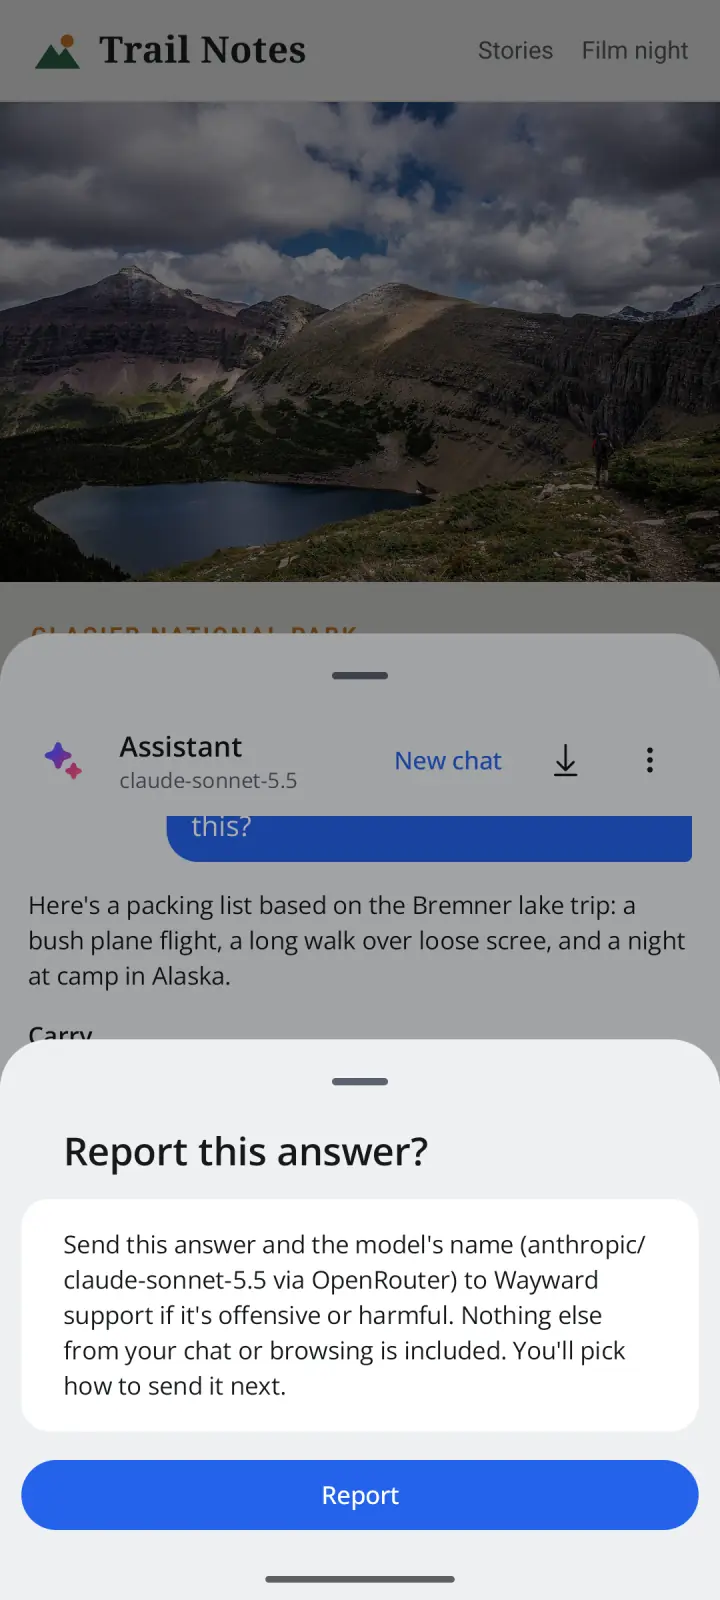 Trail Notes
Stories
Film night
GLACIER NATIONAL PARK
Assistant
claude-sonnet-5.5
New chat
this?
Here's a packing list based on the Bremner lake trip: a
bush plane flight, a long walk over loose scree, and a night
at camp in Alaska.
Carry
Report this answer?
Send this answer and the model's name (anthropic/
claude-sonnet-5.5 via OpenRouter) to Wayward
support if it's offensive or harmful. Nothing else
from your chat or browsing is included. You'll pick
how to send it next.
Report